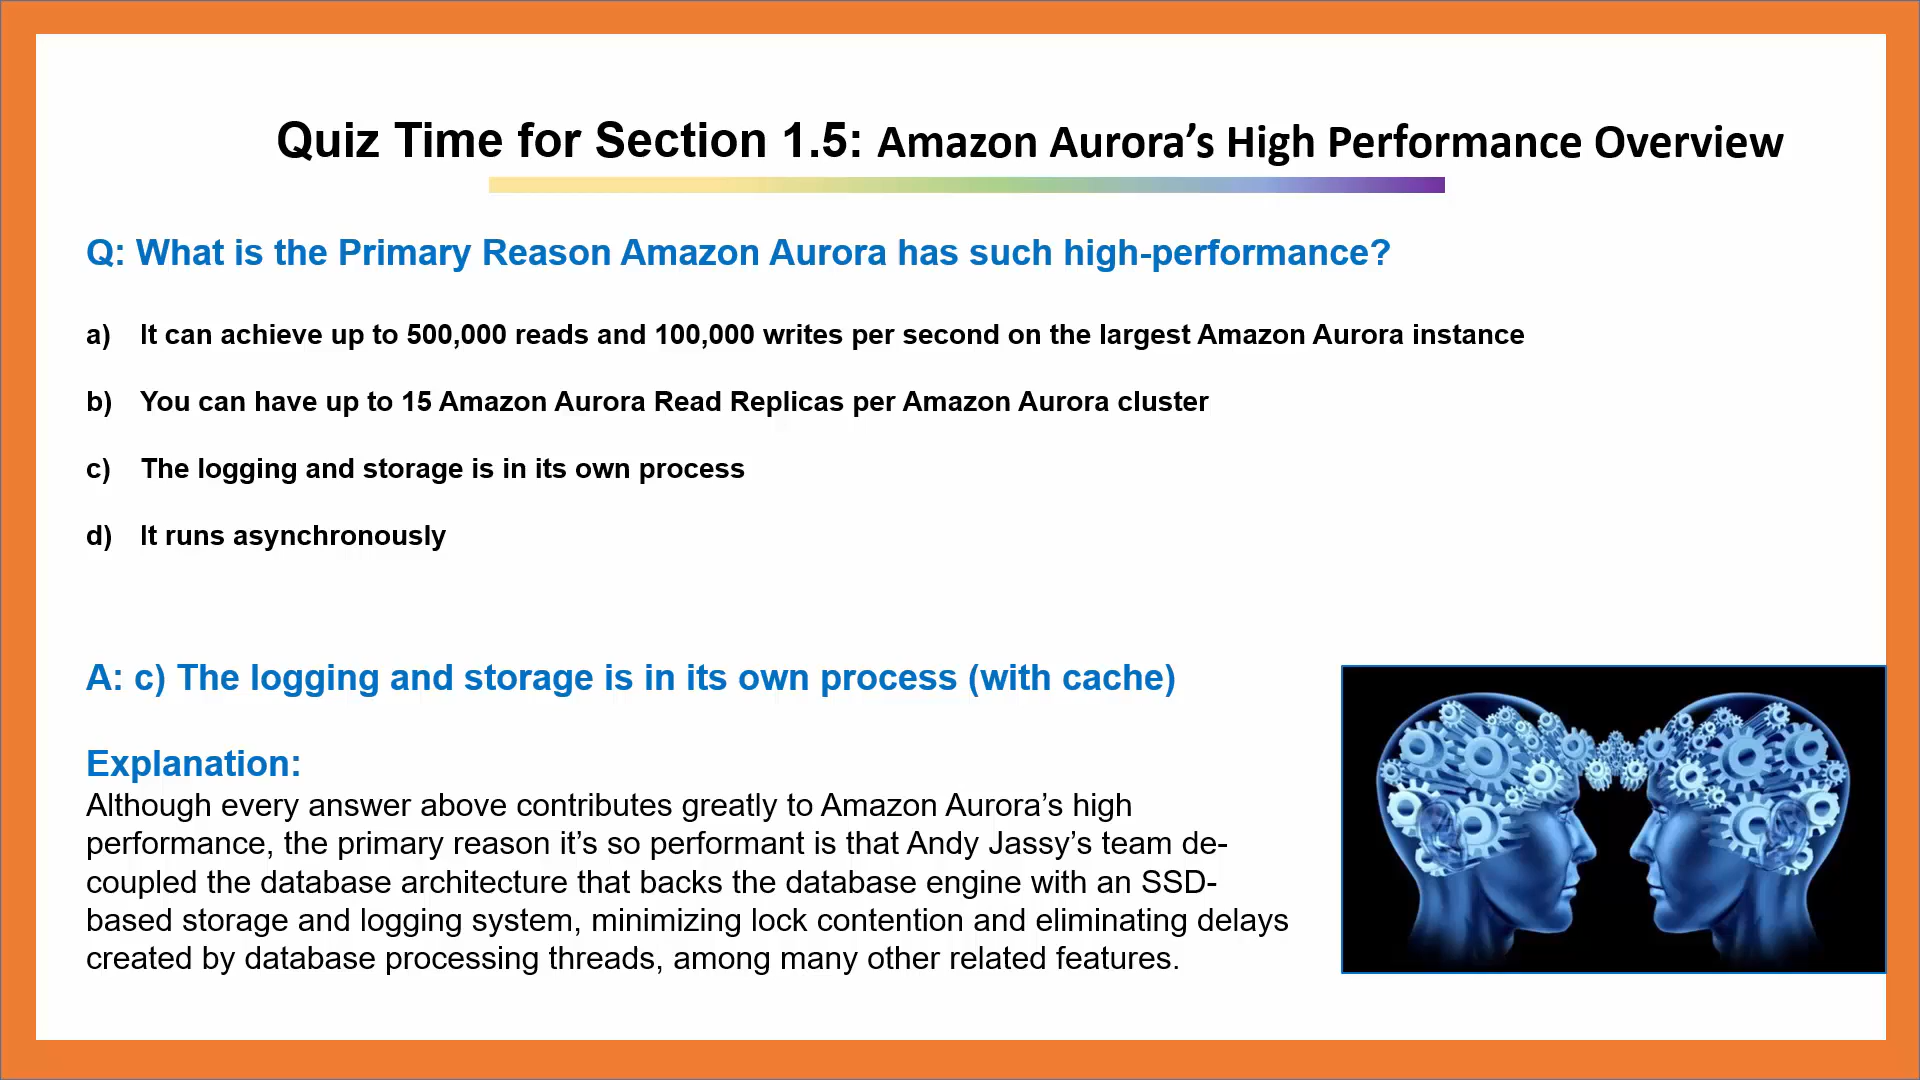 Quiz Time for Section 1.5: Amazon Aurora’s High Performance Overview
Q: What is the Primary Reason Amazon Aurora has such high-performance?
a) It can achieve up to 500,000 reads and 100,000 writes per second on the largest Amazon Aurora instance
b) You can have up to 15 Amazon Aurora Read Replicas per Amazon Aurora cluster
c) The logging and storage is in its own process
d) It runs asynchronously
A: c) The logging and storage is in its own process (with cache)
Explanation:
Although every answer above contributes greatly to Amazon Aurora’s high
performance, the primary reason it’s so performant is that Andy Jassy’s team de-
coupled the database architecture that backs the database engine with an SSD-
based storage and logging system, minimizing lock contention and eliminating delays
created by database processing threads, among many other related features.